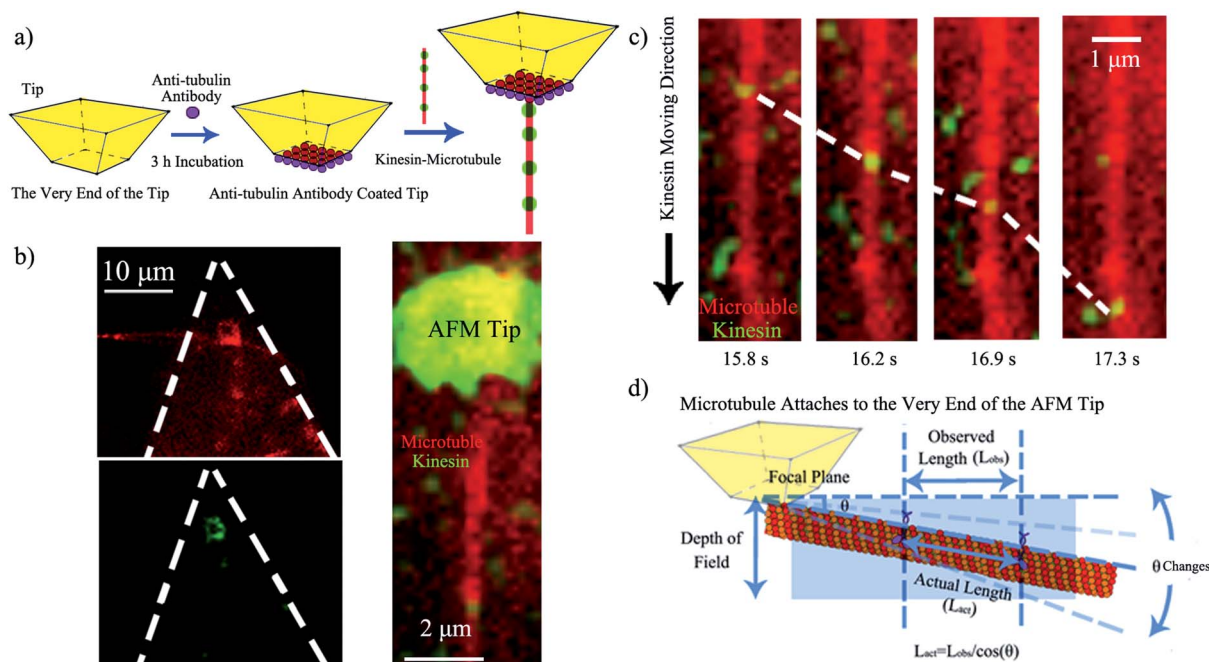 a)
Tip
Anti-tubulin
Antibody
3 h Incubation
Kinesin-Microtubule
The Very End of the Tip
Anti-tubulin Antibody Coated Tip
b)
10 μm
AFM Tip
Microtuble
Kinesin
2 μm
c)
Kinesin Moving Direction
1 μm
Microtuble
Kinesin
15.8 s
16.2 s
16.9 s
17.3 s
d)
Microtubule Attaches to the Very End of the AFM Tip
Observed
Length (Lobs)
Focal Plane
θ
Depth of
Field
θ Changes
Actual Length
(Lact)
Lact=Lobs/cos(θ)